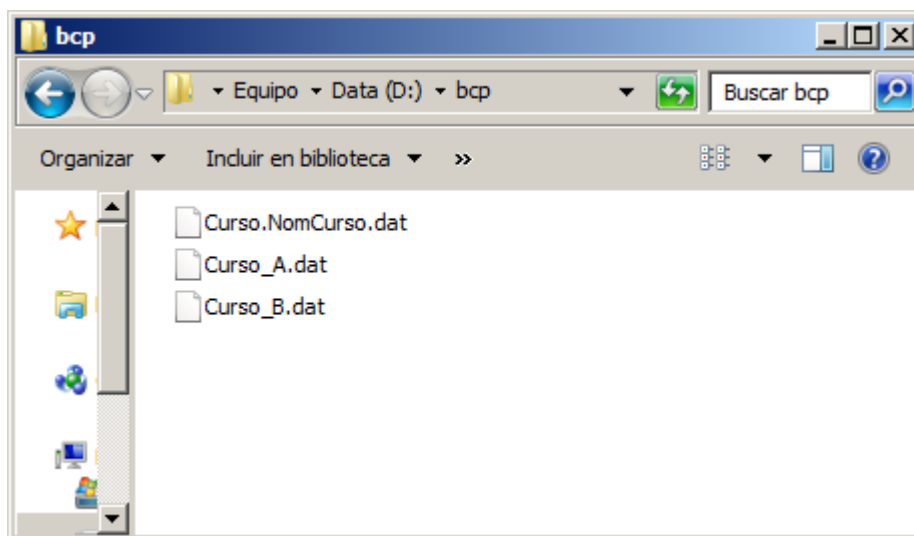 bcp
Equipo Data (D:) bcp Buscar bcp
Organizar Incluir en biblioteca »
Curso.NomCurso.dat
Curso_A.dat
Curso_B.dat